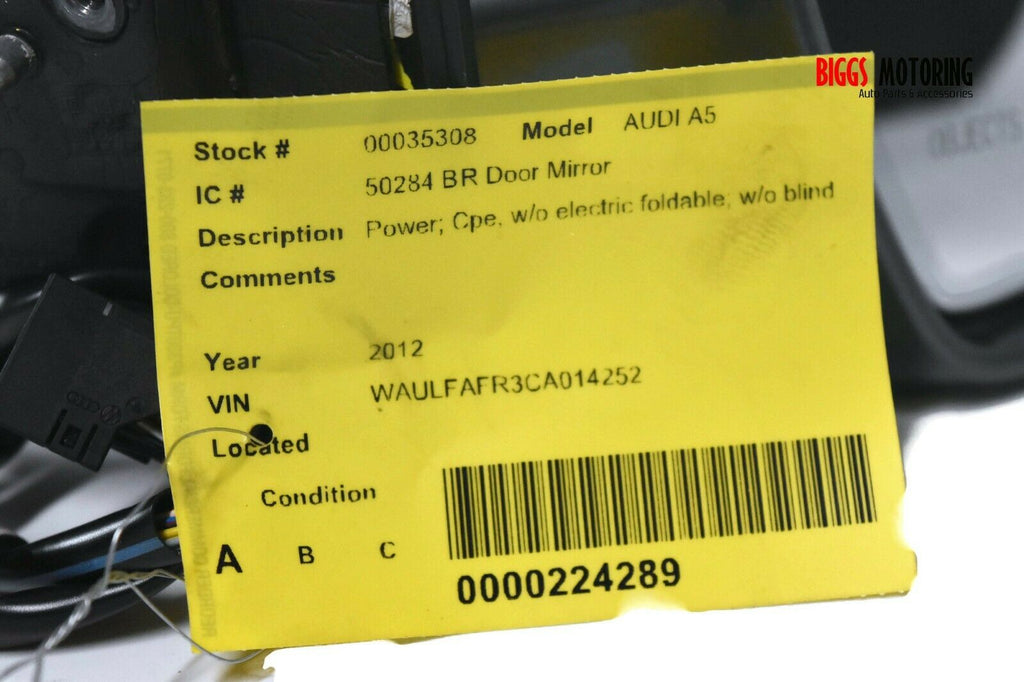 BIGGS MOTORING
Auto Parts & Accessories
Stock # 00035308 Model AUDI A5
IC # 50284 BR Door Mirror
Description Power; Cpe, w/o electric foldable; w/o blind
Comments
Year 2012
VIN WAULFAFR3CA014252
Located
Condition
A B C
0000224289